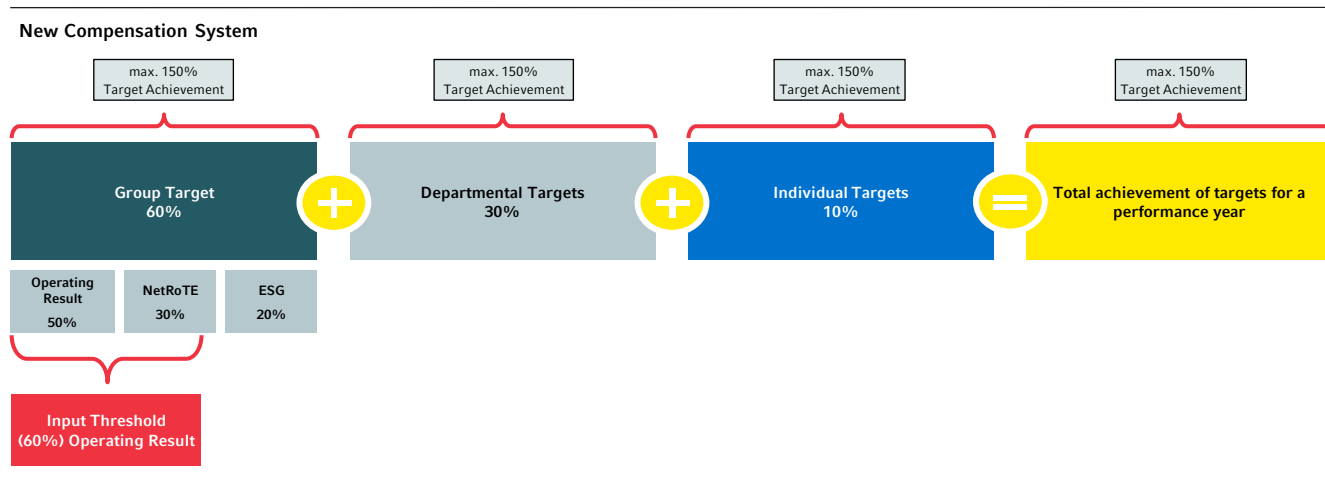 New Compensation System
max. 150%
Target Achievement
max. 150%
Target Achievement
max. 150%
Target Achievement
max. 150%
Target Achievement
Group Target
60%
+
Departmental Targets
30%
+
Individual Targets
10%
=
Total achievement of targets for a
performance year
Operating
Result
50%
NetRoTE
30%
ESG
20%
Input Threshold
(60%) Operating Result